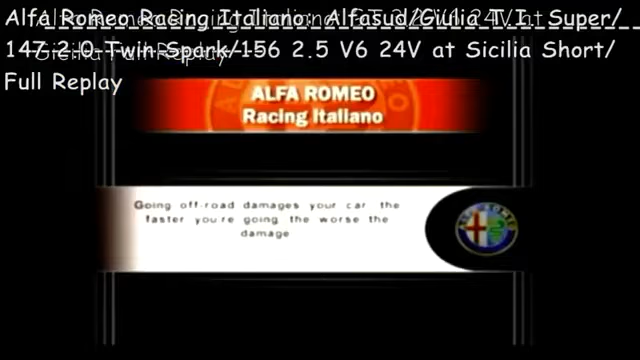 Alfa Romeo Racing Italiano: Alfasud/Giulia T.I. Super/
147 2.0 Twin Spark/156 2.5 V6 24V at Sicilia Short/
Full Replay
ALFA ROMEO
Racing Italiano
Going off-road damages your car the
faster you're going the worse the
damage